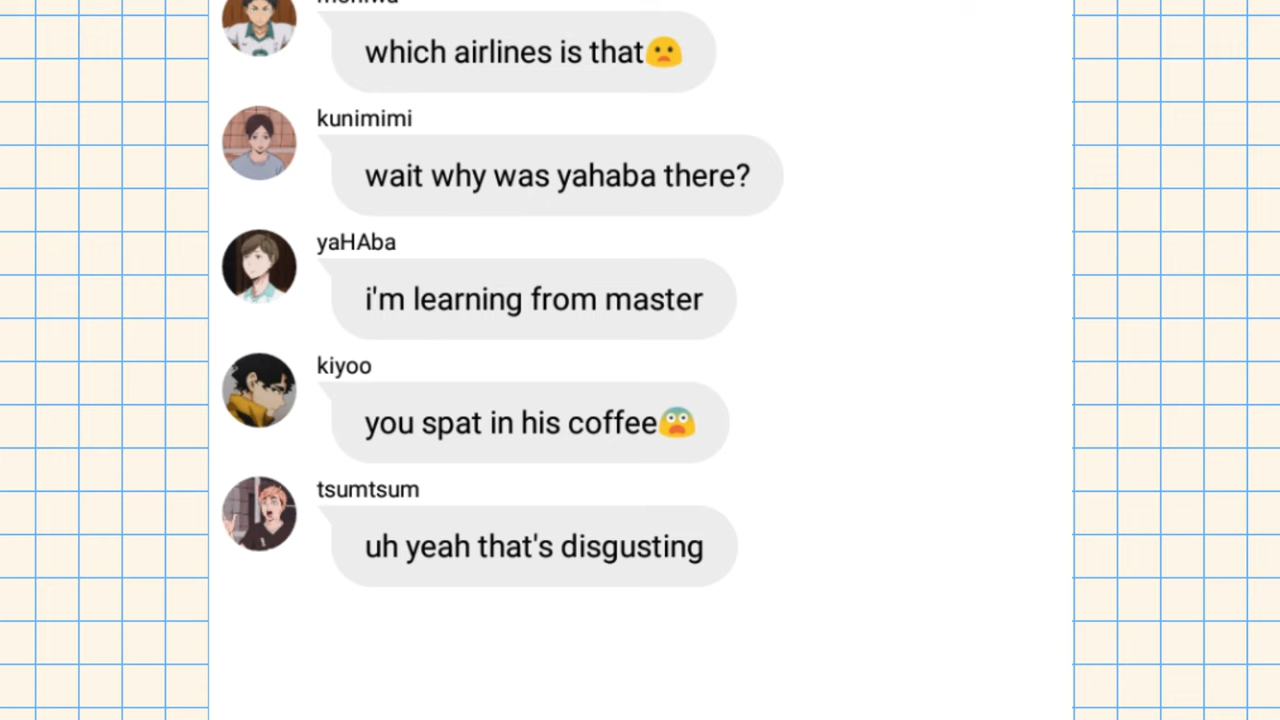 which airlines is that😦
kunimimi
wait why was yahaba there?
yaHAba
i'm learning from master
kiyoo
you spat in his coffee😨
tsumtsum
uh yeah that's disgusting